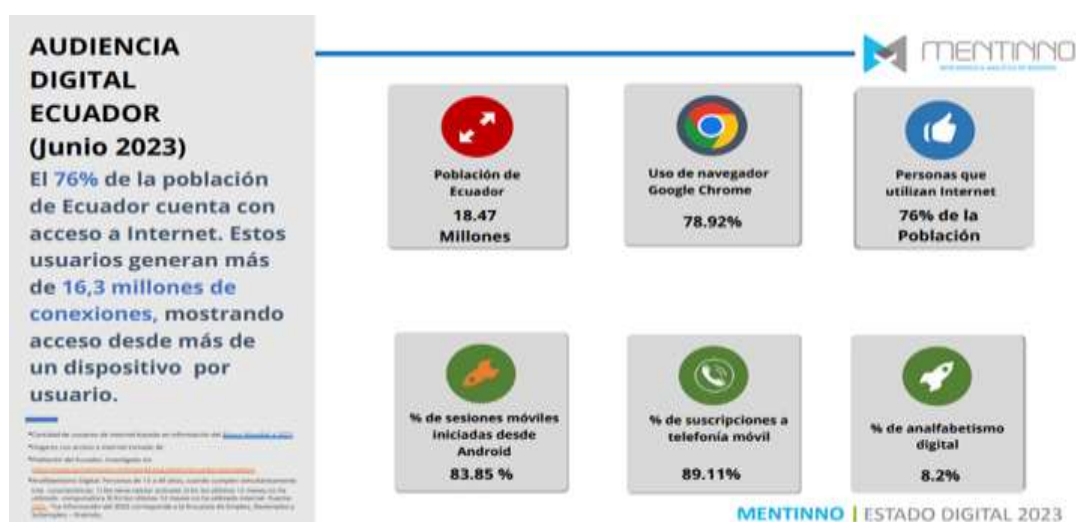 AUDIENCIA
DIGITAL
ECUADOR
(Junio 2023)
El 76% de la población
de Ecuador cuenta con
acceso a Internet. Estos
usuarios generan más
de 16,3 millones de
conexiones, mostrando
acceso desde más de
un dispositivo por
usuario.
MENTINNO
Población de
Ecuador
18.47
Millones
Uso de navegador
Google Chrome
78.92%
Personas que
utilizan Internet
76% de la
Población
% de sesiones móviles
iniciadas desde
Android
83.85 %
% de suscripciones a
telefonía móvil
89.11%
% de analfabetismo
digital
8.2%
MENTINNO | ESTADO DIGITAL 2023